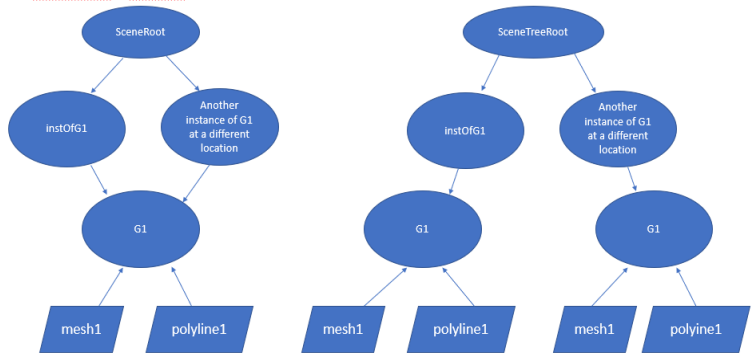 SceneRoot
SceneTreeRoot
instOfG1
Another
instance of G1
at a different
location
instOfG1
Another
instance of G1
at a different
location
G1
G1
G1
mesh1
polyline1
mesh1
polyline1
mesh1
polyine1